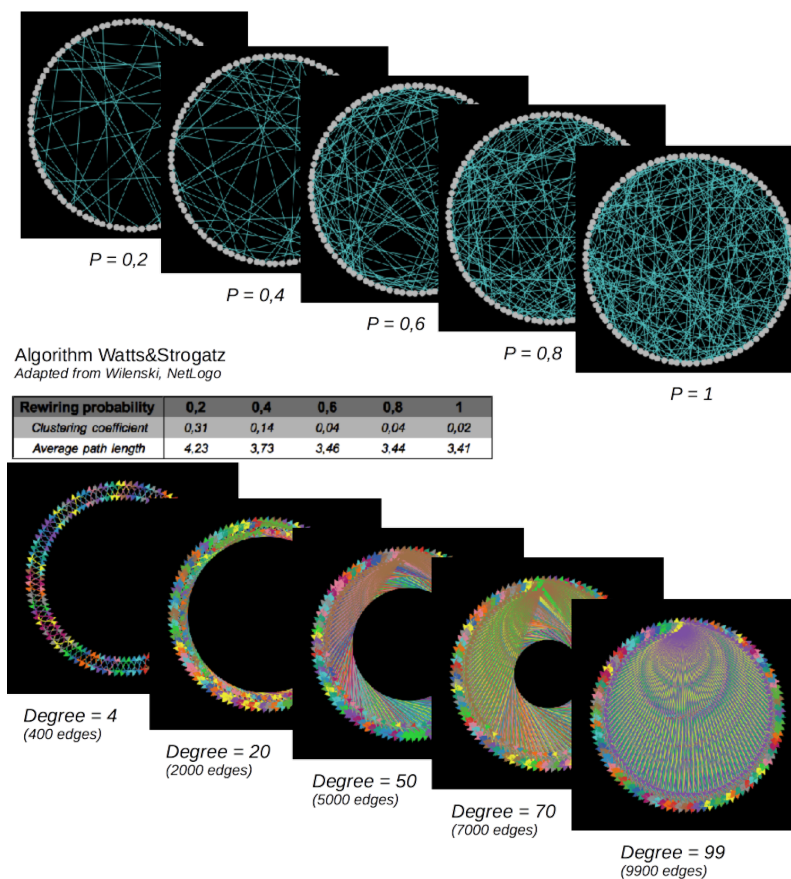 P = 0,2
P = 0,4
P = 0,6
P = 0,8
P = 1
Algorithm Watts&Strogatz
Adapted from Wilenski, NetLogo
Rewiring probability 0,2 0,4 0,6 0,8 1
Clustering coefficient 0,31 0,14 0,04 0,04 0,02
Average path length 4,23 3,73 3,46 3,44 3,41
Degree = 4
(400 edges)
Degree = 20
(2000 edges)
Degree = 50
(5000 edges)
Degree = 70
(7000 edges)
Degree = 99
(9900 edges)